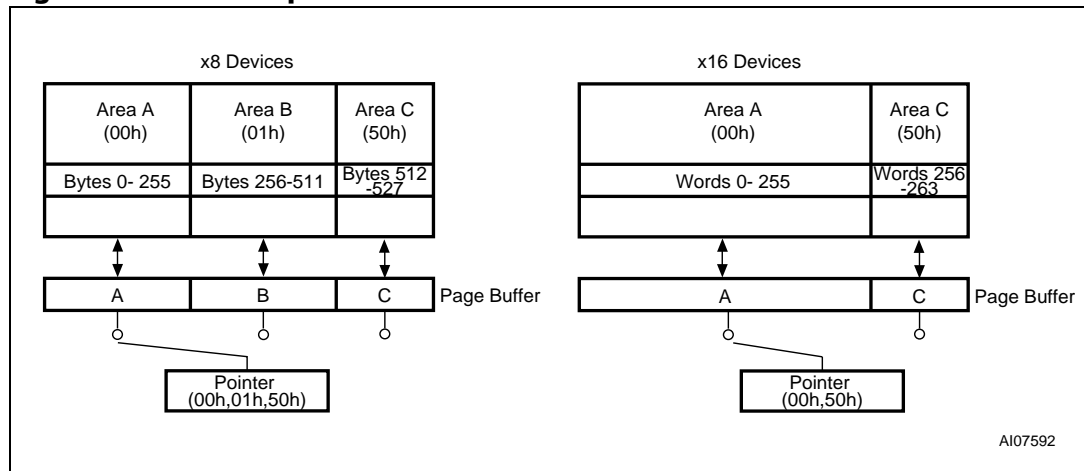 x8 Devices
Area A
(00h)
Area B
(01h)
Area C
(50h)
Bytes 0- 255
Bytes 256-511
Bytes 512
-527
A
B
C
Page Buffer
Pointer
(00h,01h,50h)
x16 Devices
Area A
(00h)
Area C
(50h)
Words 0- 255
Words 256
-263
A
C
Page Buffer
Pointer
(00h,50h)
AI07592